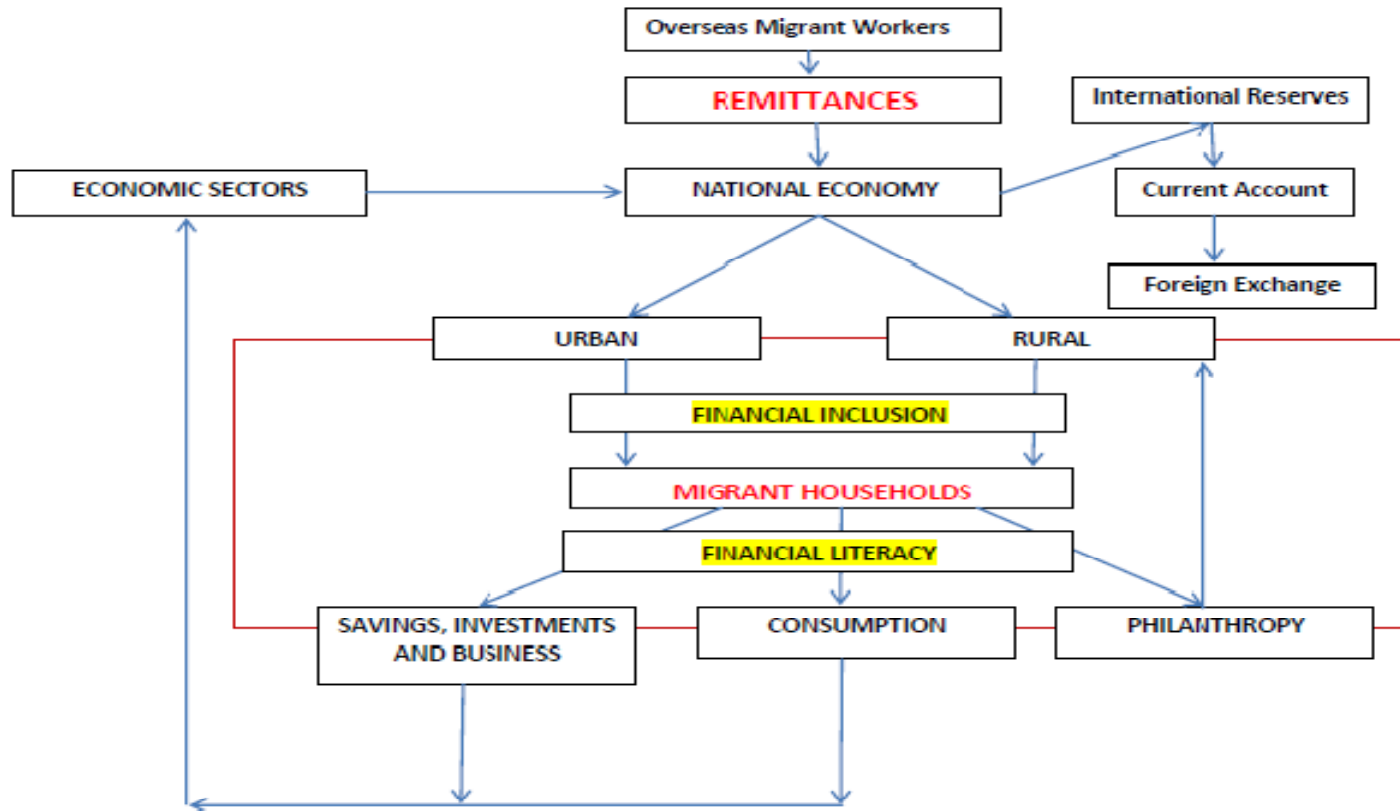 Overseas Migrant Workers
REMITTANCES
International Reserves
ECONOMIC SECTORS
NATIONAL ECONOMY
Current Account
Foreign Exchange
URBAN
RURAL
FINANCIAL INCLUSION
MIGRANT HOUSEHOLDS
FINANCIAL LITERACY
SAVINGS, INVESTMENTS
AND BUSINESS
CONSUMPTION
PHILANTHROPY